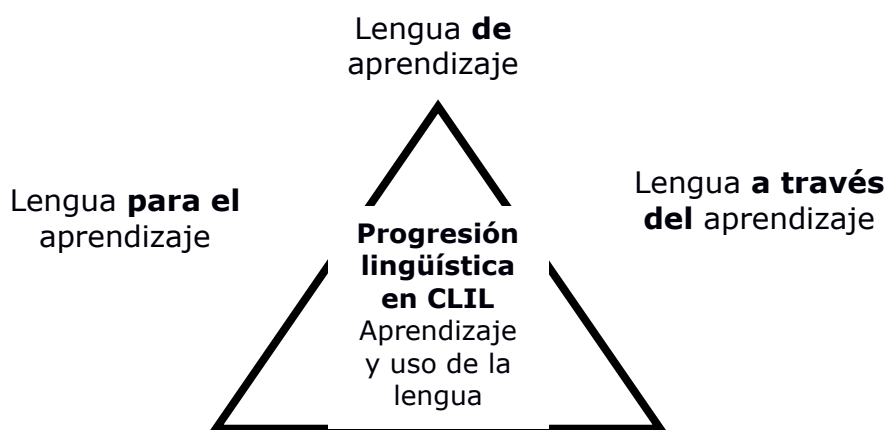 Lengua de
aprendizaje
Lengua para el
aprendizaje
Lengua a través
del aprendizaje
Progresión
lingüística
en CLIL
Aprendizaje
y uso de la
lengua